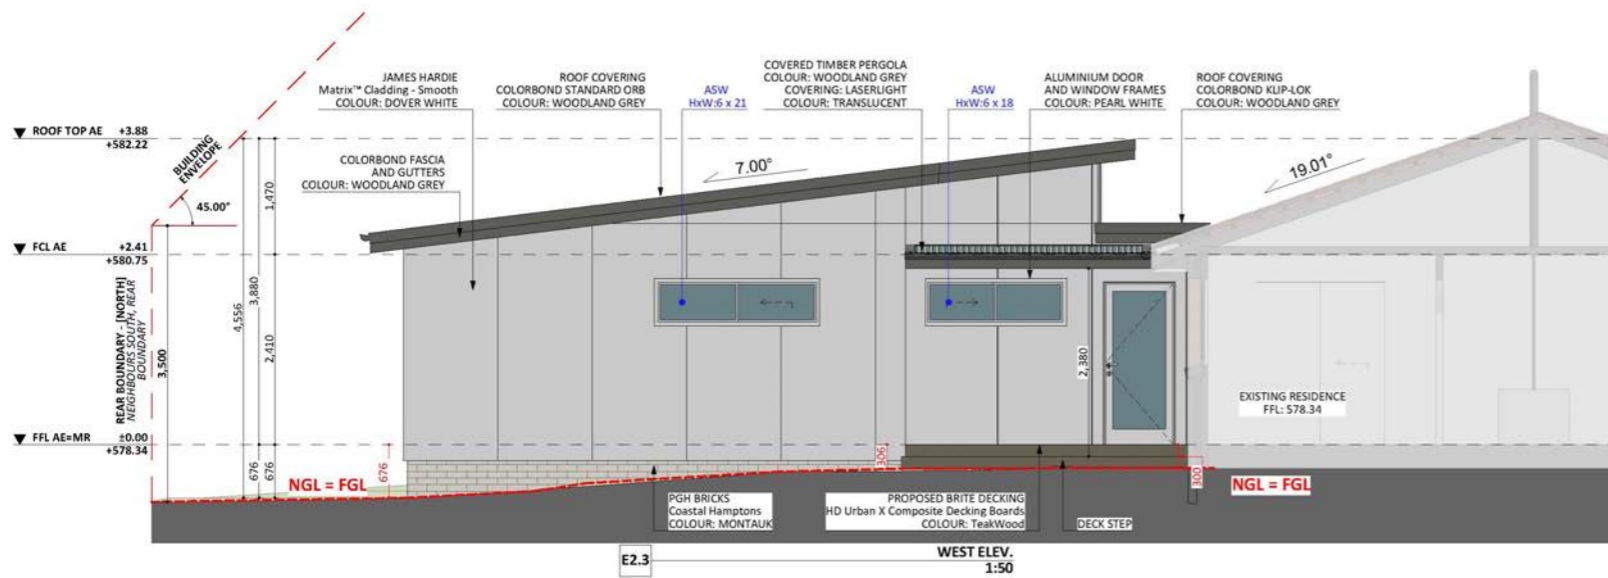 JAMES HARDIE
Matrix™ Cladding - Smooth
COLOUR: DOVER WHITE
ROOF COVERING
COLORBOND STANDARD ORB
COLOUR: WOODLAND GREY
ASW
HxW:6 x 21
COVERED TIMBER PERGOLA
COLOUR: WOODLAND GREY
COVERING: LASERLIGHT
COLOUR: TRANSLUCENT
ASW
HxW:6 x 18
ALUMINIUM DOOR
AND WINDOW FRAMES
COLOUR: PEARL WHITE
ROOF COVERING
COLORBOND KLIP-LOK
COLOUR: WOODLAND GREY
ROOF TOP AE +3.88
+582.22
BUILDING
ENVELOPE
45.00°
COLORBOND FASCIA
AND GUTTERS
COLOUR: WOODLAND GREY
7.00°
19.01°
1,470
FCL AE +2.41
+580.75
REAR BOUNDARY - [NORTH]
NEIGHBOURS SOUTH, REAR
BOUNDARY
3,500
4,556
3,880
2,410
2,380
EXISTING RESIDENCE
FFL: 578.34
FFL AE=MR ±0.00
+578.34
676
676
676
306
300
NGL = FGL
NGL = FGL
PGH BRICKS
Coastal Hamptons
COLOUR: MONTAUK
PROPOSED BRITE DECKING
HD Urban X Composite Decking Boards
COLOUR: TeakWood
DECK STEP
E2.3
WEST ELEV.
1:50